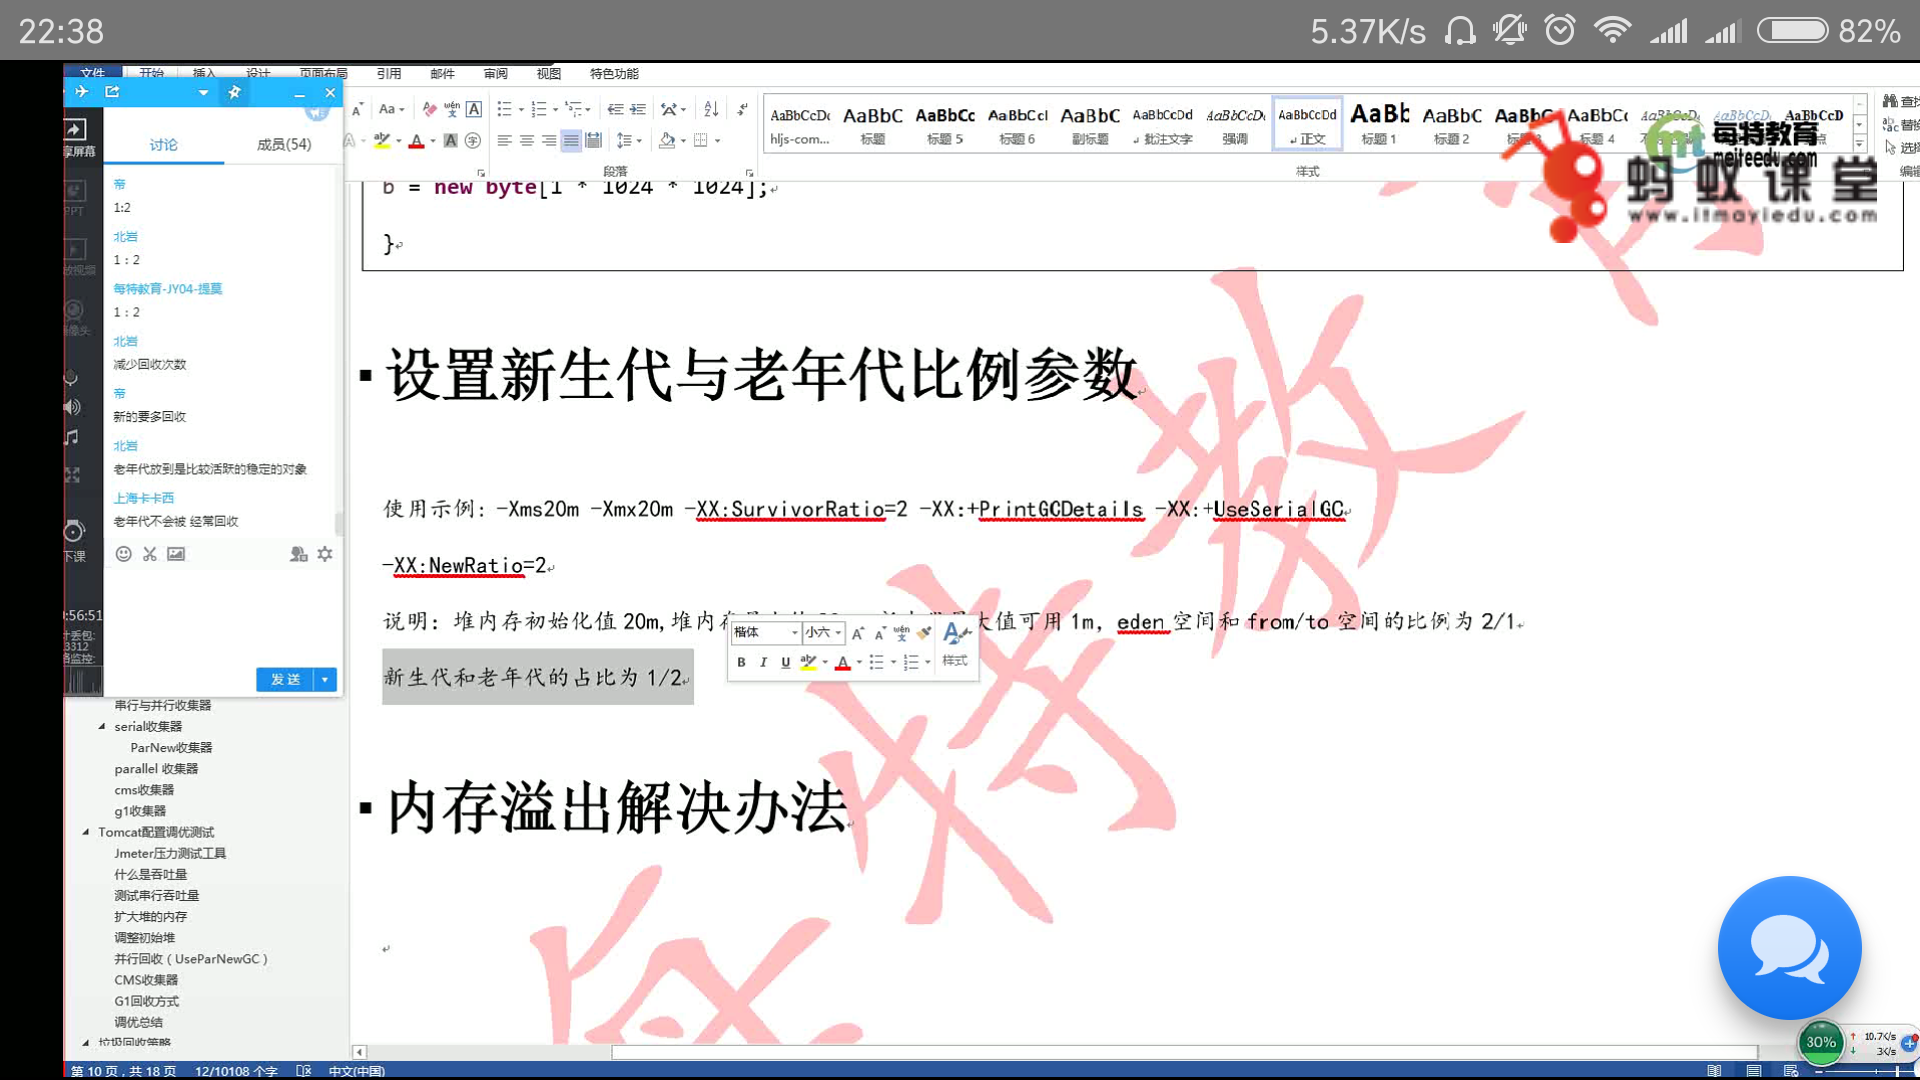 22:38
5.37K/s
82%
文件 开始 插入 设计 页面布局 引用 邮件 审阅 视图 特色功能
讨论
成员(54)
帝
1:2
北岩
1：2
每特教育-JY04-提莫
1：2
北岩
减少回收次数
帝
新的要多回收
北岩
老年代放到是比较活跃的稳定的对象
上海卡卡西
老年代不会被 经常回收
发送
享屏幕
PPT
放视频
像头
下课
:56:51
3312
Aa
段落
AaBbCcDc AaBbC AaBbCc AaBbCcI AaBbC AaBbCcDd AaBbCcDi AaBbCcDd AaBb AaBbC
hljs-com... 标题 标题 5 标题 6 副标题 批注文字 强调 正文 标题 1 标题 2
样式
每特教育
meiteedu.com
蚂蚁课堂
www.itmayiedu.com
b = new byte[1 * 1024 * 1024];
}
设置新生代与老年代比例参数
使用示例: -Xms20m -Xmx20m -XX:SurvivorRatio=2 -XX:+PrintGCDetails -XX:+UseSerialGC
-XX:NewRatio=2
说明：堆内存初始化值 20m,堆内存
大值可用 1m，eden 空间和 from/to 空间的比例为 2/1
新生代和老年代的占比为 1/2
楷体 小六
B I U
样式
内存溢出解决办法
每特教育
串行与并行收集器
serial收集器
ParNew收集器
parallel 收集器
cms收集器
g1收集器
Tomcat配置调优测试
Jmeter压力测试工具
什么是吞吐量
测试串行吞吐量
扩大堆的内存
调整初始堆
并行回收（UseParNewGC）
CMS收集器
G1回收方式
调优总结
垃圾回收策略
第 10 页，共 18 页 12/10108 个字 中文(中国)
30%
10.7K/s
3K/s